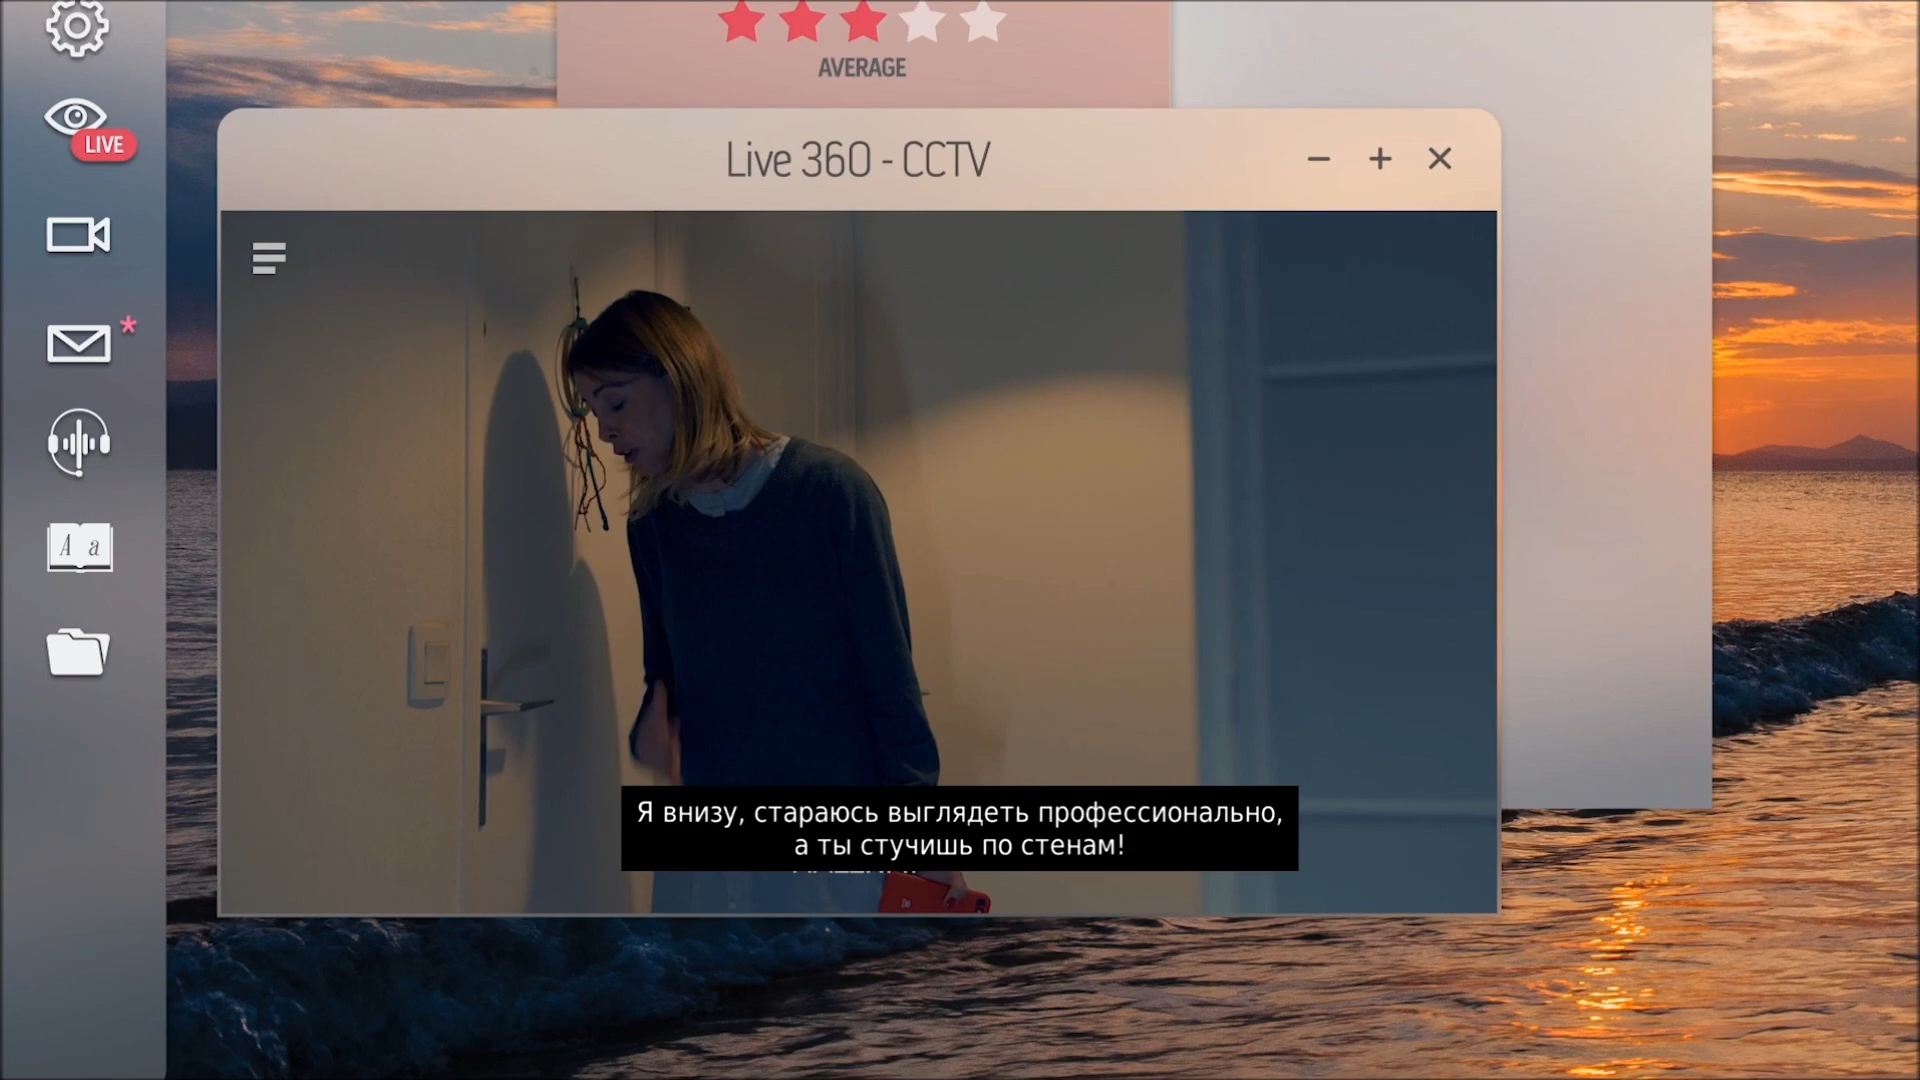 AVERAGE
LIVE
Live 360 - CCTV
A a
Я внизу, стараюсь выглядеть профессионально,
а ты стучишь по стенам!